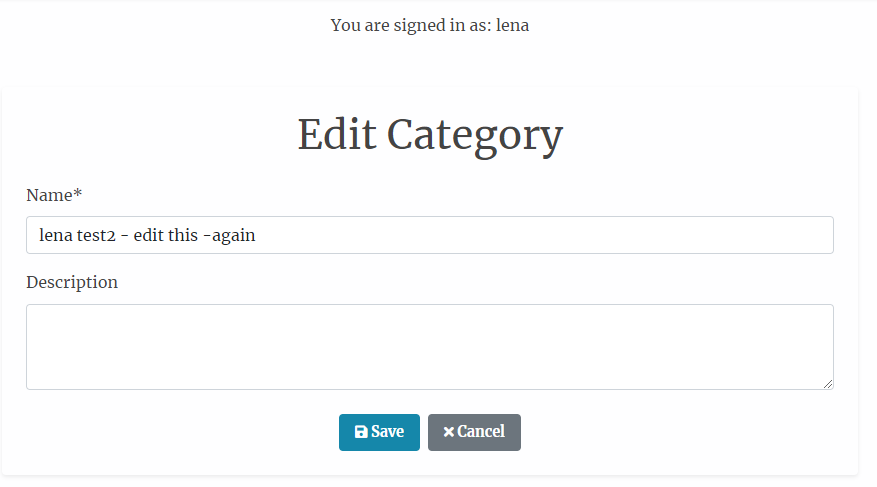 You are signed in as: lena
Edit Category
Name*
lena test2 - edit this -again
Description
Save Cancel